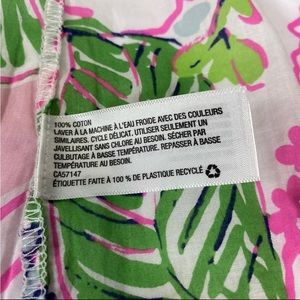 100% COTON
LAVER À LA MACHINE À L'EAU FROIDE AVEC DES COULEURS
SIMILAIRES, CYCLE DÉLICAT. UTILISER SEULEMENT UN
JAVELLISANT SANS CHLORE AU BESOIN. SÉCHER PAR
CULBUTAGE À BASSE TEMPÉRATURE. REPASSER À BASSE
TEMPÉRATURE AU BESOIN.
CA57147
ÉTIQUETTE FAITE À 100 % DE PLASTIQUE RECYCLÉ